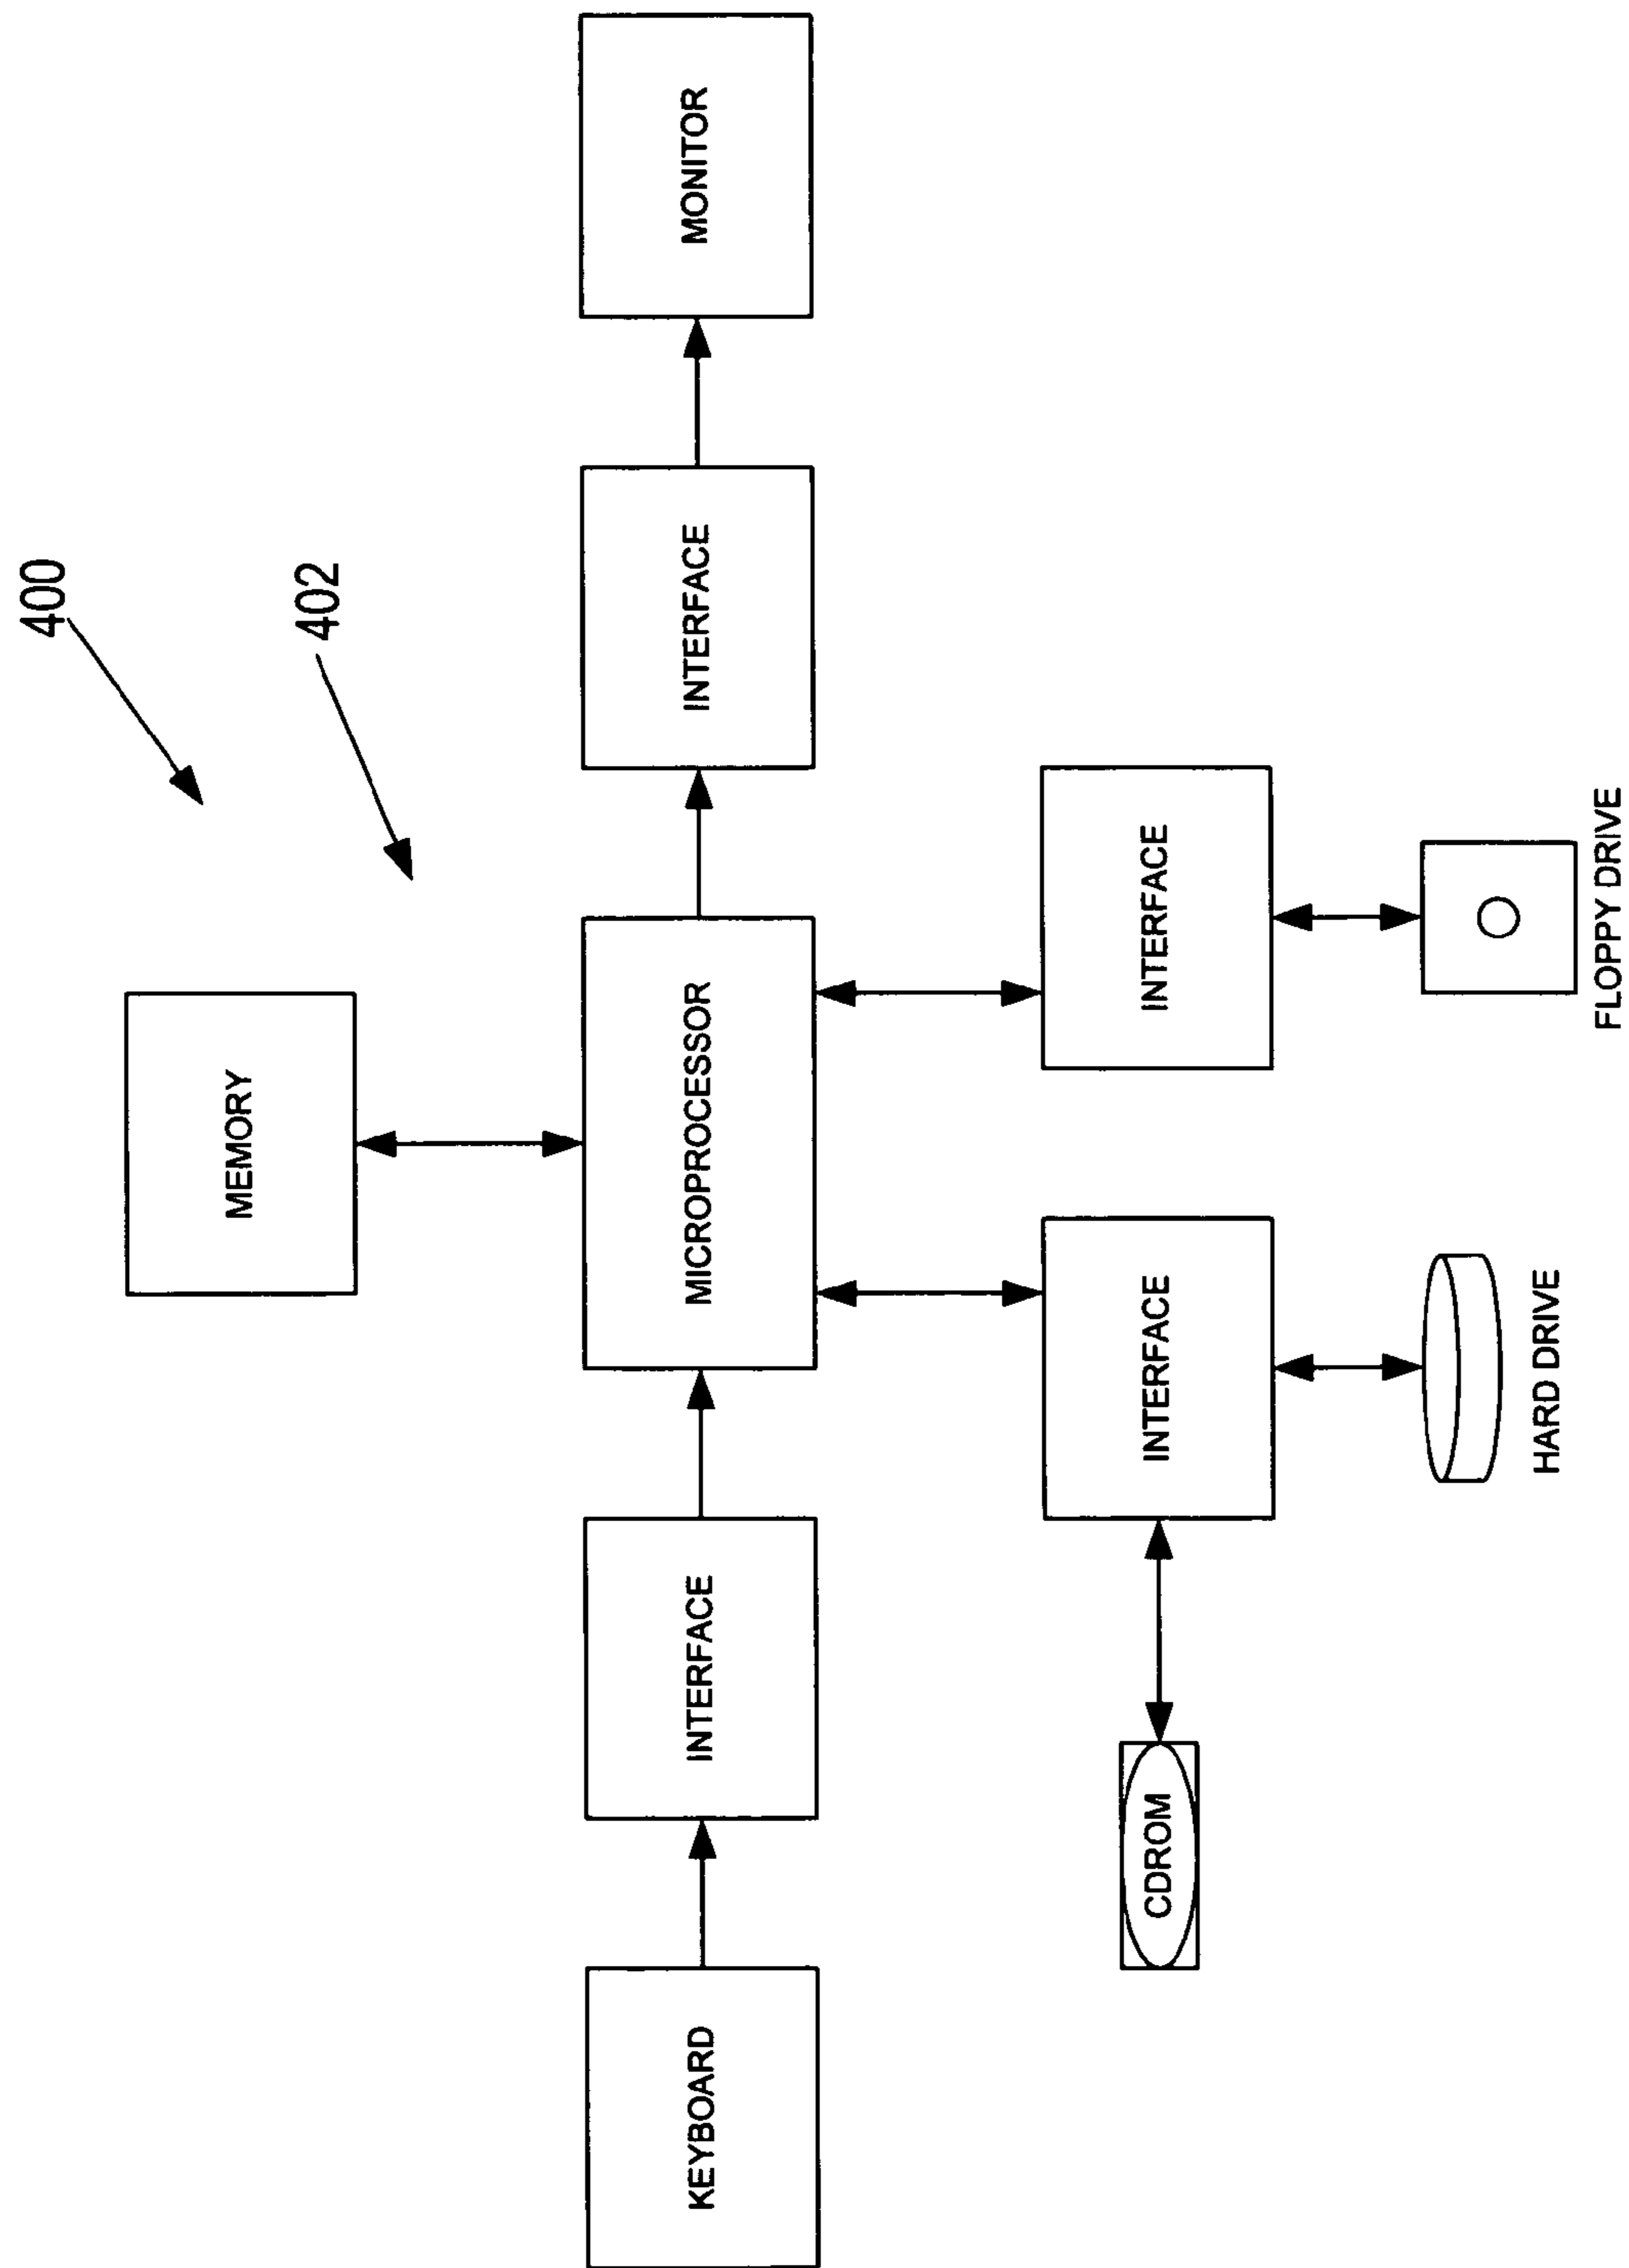 400
402
MEMORY
KEYBOARD
INTERFACE
MICROPROCESSOR
INTERFACE
MONITOR
CDROM
INTERFACE
INTERFACE
HARD DRIVE
FLOPPY DRIVE